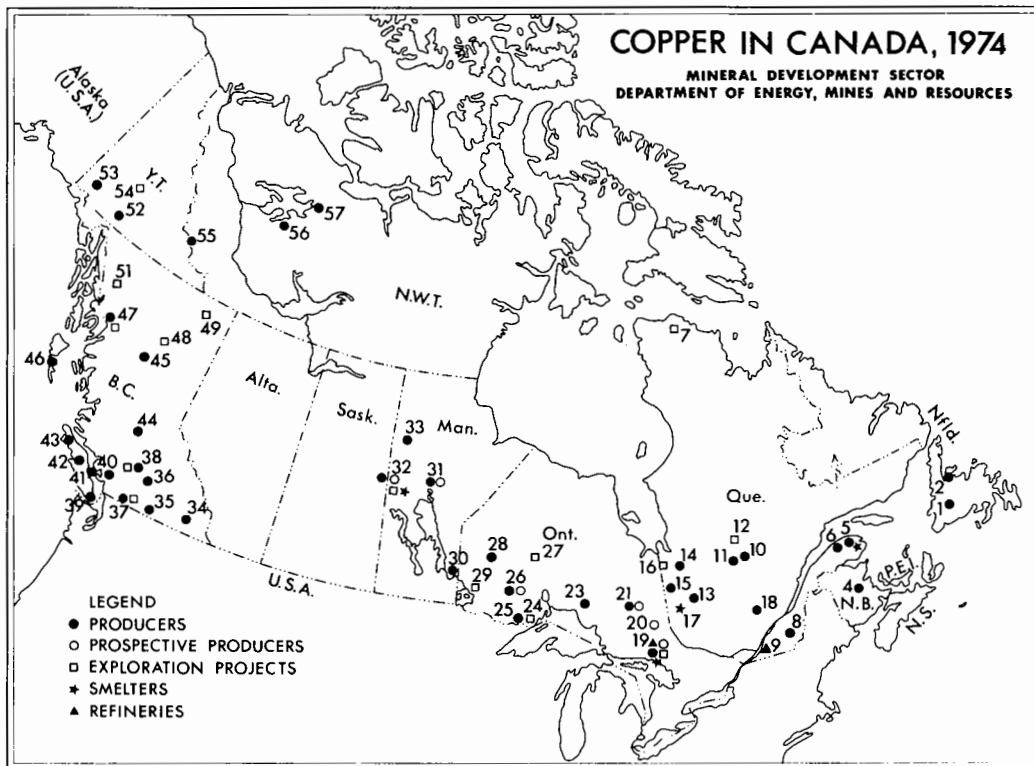 COPPER IN CANADA, 1974
MINERAL DEVELOPMENT SECTOR
DEPARTMENT OF ENERGY, MINES AND RESOURCES
Alaska
(U.S.A)
Y.T.
53
54
52
55
57
56
N.W.T.
51
47
49
48
46
45
B.C.
Alta.
Sask.
Man.
7
Nfld.
44
43
42
41
40
38
36
39
37
35
34
33
32
31
2
1
Que.
Ont.
12
11
10
6
5
30
28
27
29
26
25
24
23
21
20
19
16
14
15
13
17
18
4
(P.E.I.
N.B.
N.S.
8
9
U.S.A.
LEGEND
PRODUCERS
PROSPECTIVE PRODUCERS
EXPLORATION PROJECTS
SMELTERS
REFINERIES